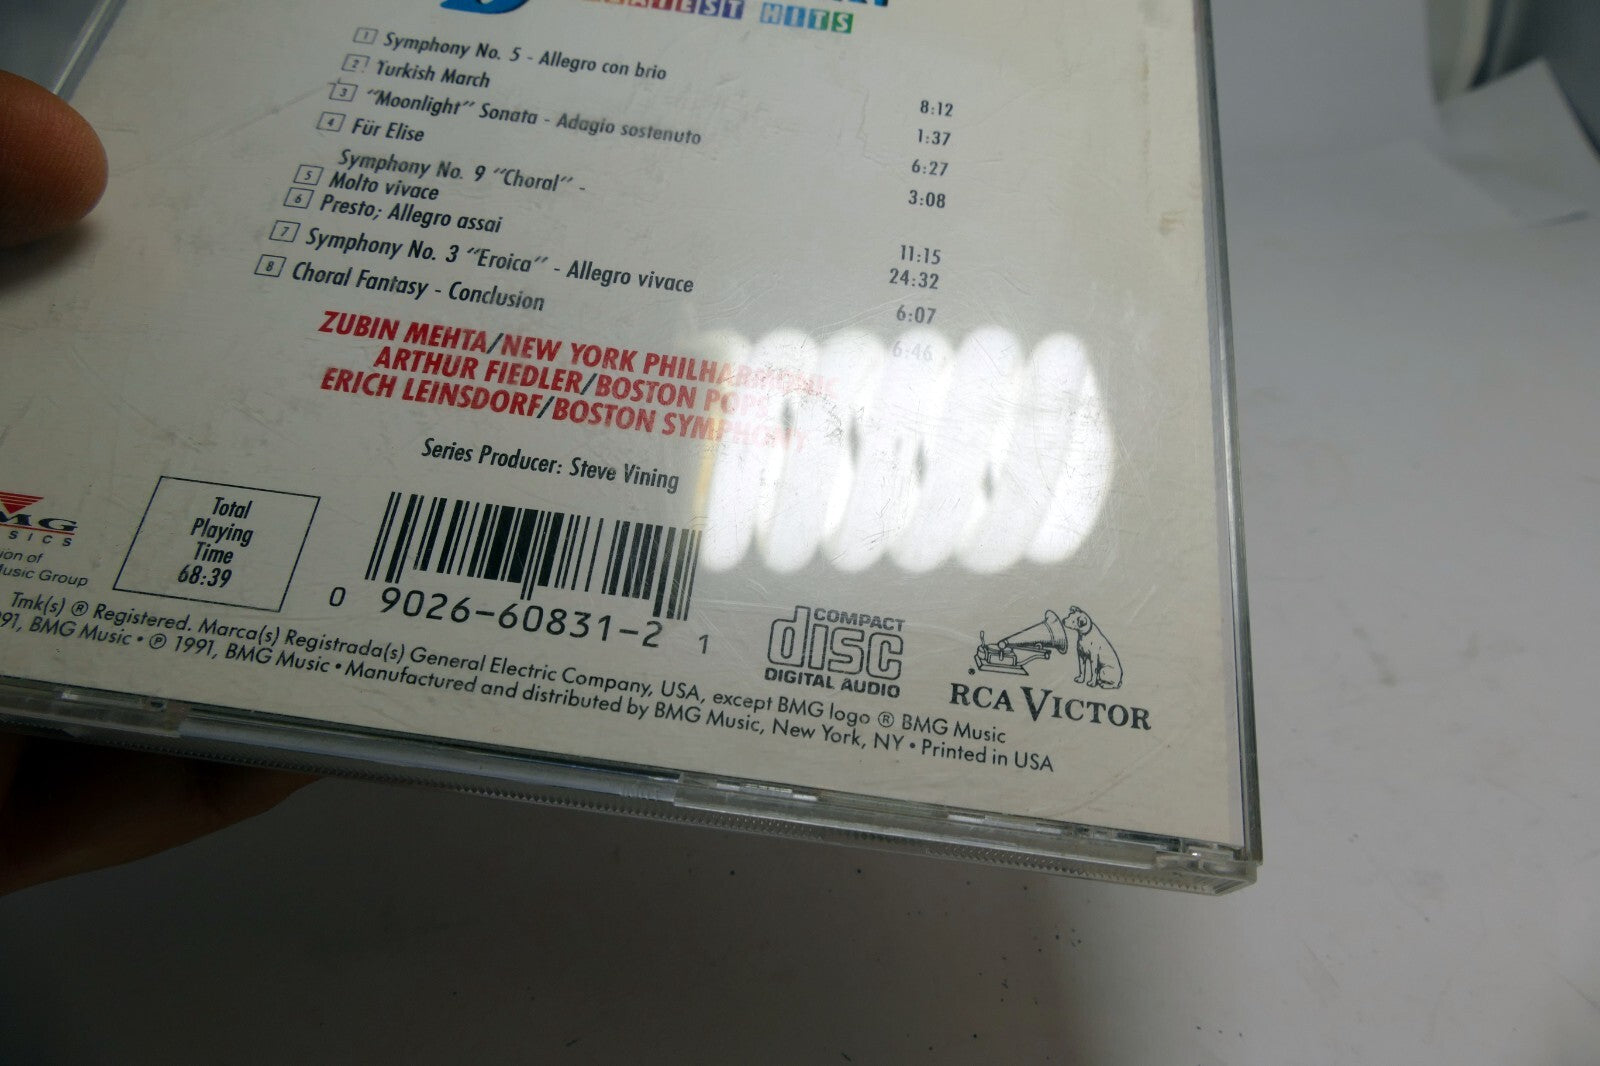 GREATEST HITS
1 Symphony No. 5 - Allegro con brio 8:12
2 Turkish March 1:37
3 "Moonlight" Sonata - Adagio sostenuto 6:27
4 Für Elise 3:08
Symphony No. 9 "Choral" -
5 Molto vivace 11:15
6 Presto; Allegro assai 24:32
7 Symphony No. 3 "Eroica" - Allegro vivace 6:07
8 Choral Fantasy - Conclusion 6:46
ZUBIN MEHTA/NEW YORK PHILHARMONIC
ARTHUR FIEDLER/BOSTON POPS
ERICH LEINSDORF/BOSTON SYMPHONY
Series Producer: Steve Vining
Total
Playing
Time
68:39
0 9026-60831-2 1
COMPACT
disc
DIGITAL AUDIO
RCA VICTOR
Music Group
Tmk(s) ® Registered. Marca(s) Registrada(s) General Electric Company, USA, except BMG logo ® BMG Music
BMG Music • ℗ 1991, BMG Music • Manufactured and distributed by BMG Music, New York, NY • Printed in USA